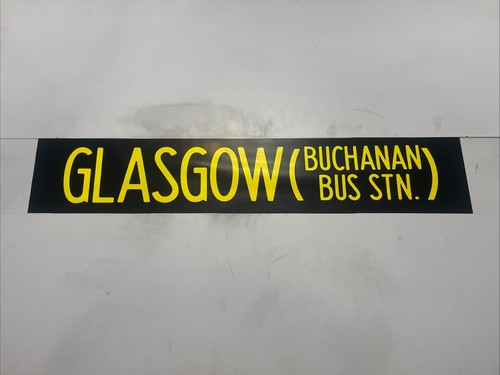 GLASGOW (BUCHANAN
BUS STN.)